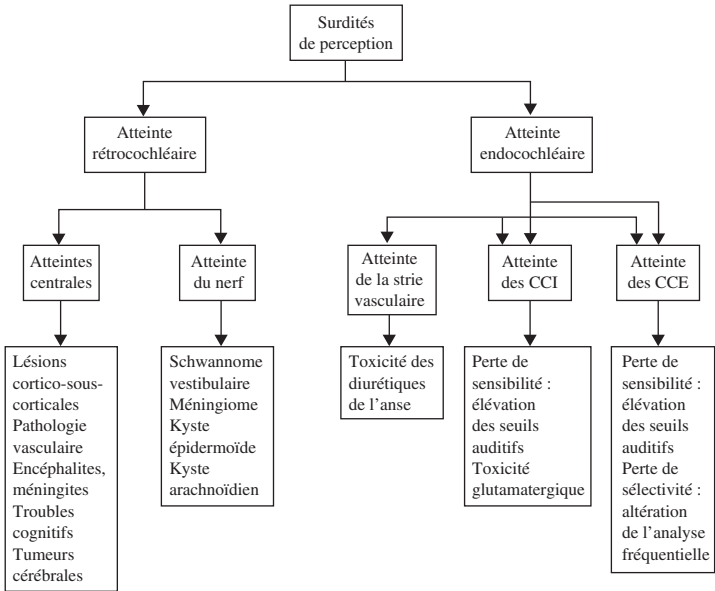 Surdités
de perception
Atteinte
rétrocochléaire
Atteinte
endocochléaire
Atteintes
centrales
Atteinte
du nerf
Atteinte
de la strie
vasculaire
Atteinte
des CCI
Atteinte
des CCE
Lésions
cortico-sous-
corticales
Pathologie
vasculaire
Encéphalites,
méningites
Troubles
cognitifs
Tumeurs
cérébrales
Schwannome
vestibulaire
Méningiome
Kyste
épidermoïde
Kyste
arachnoïdien
Toxicité des
diurétiques
de l’anse
Perte de
sensibilité :
élévation
des seuils
auditifs
Toxicité
glutamatergique
Perte de
sensibilité :
élévation
des seuils
auditifs
Perte de
sélectivité :
altération
de l’analyse
fréquentielle